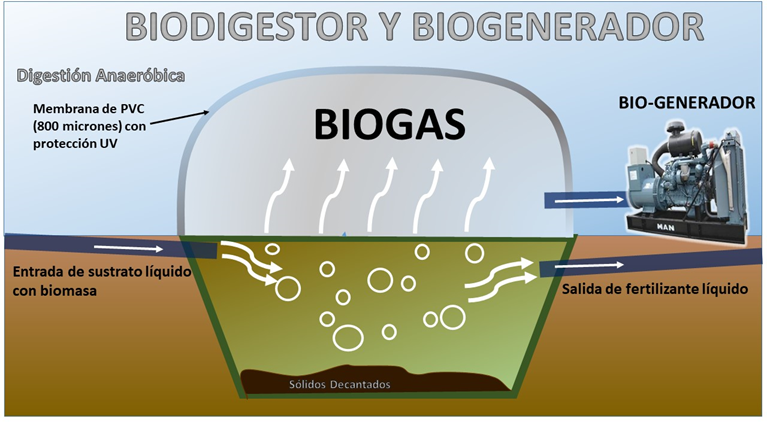 BIODIGESTOR Y BIOGENERADOR
Digestión Anaeróbica
Membrana de PVC
(800 micrones) con
protección UV
BIOGAS
BIO-GENERADOR
MAN
Entrada de sustrato líquido
con biomasa
Salida de fertilizante líquido
Sólidos Decantados